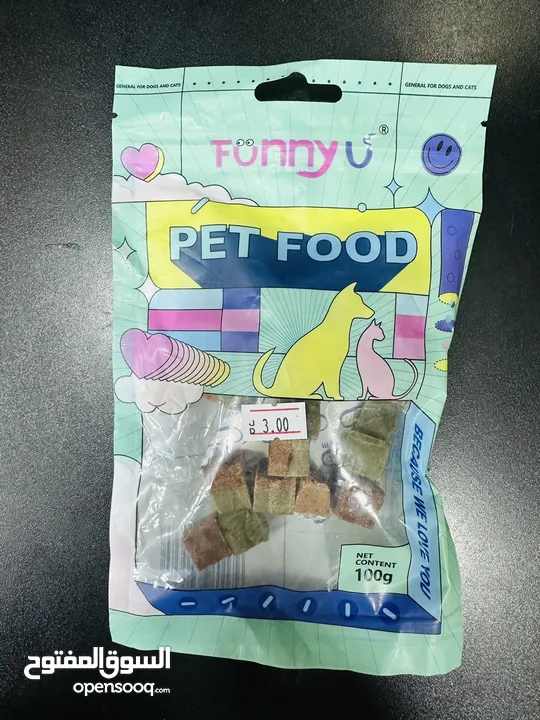 GENERAL FOR DOGS AND CATS
GENERAL FOR DOGS AND CATS
Funny U ®
PET FOOD
3.00
BECAUSE WE LOVE YOU
NET
CONTENT
100g
السوق المفتوح
opensooq.com